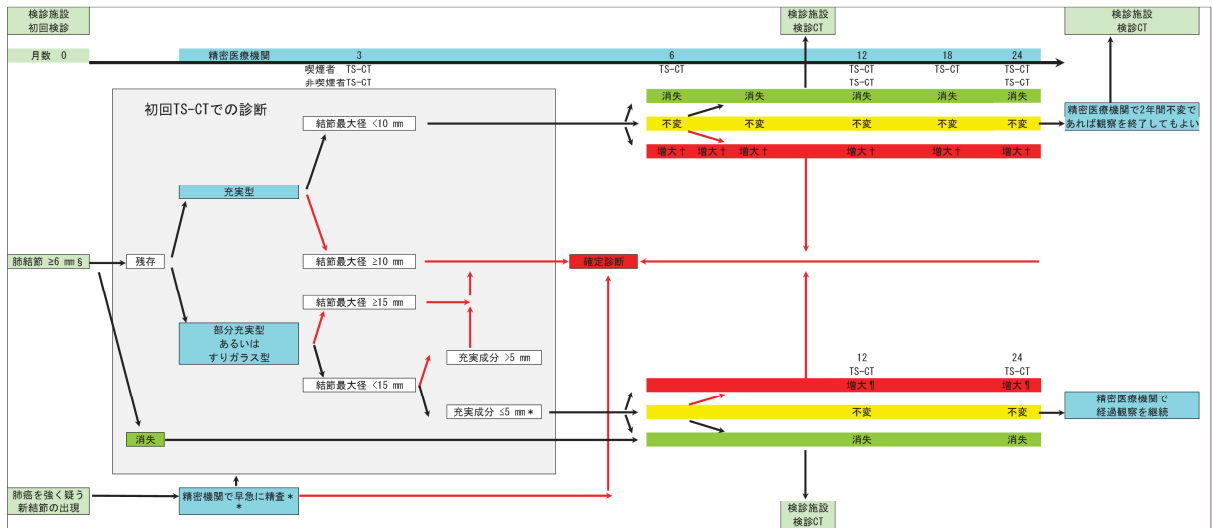 検診施設
初回検診
検診施設
検診CT
検診施設
検診CT
月数 0
精密医療機関 3 6 12 18 24
喫煙者 TS-CT TS-CT TS-CT TS-CT TS-CT
非喫煙者TS-CT TS-CT TS-CT
初回TS-CTでの診断
消失 消失 消失 消失 消失
結節最大径 <10 mm
不変 不変 不変 不変 不変
精密医療機関で2年間不変で
あれば観察を終了してもよい
増大† 増大† 増大† 増大† 増大† 増大†
充実型
肺結節 ≥6 mm§
残存
結節最大径 ≥10 mm
確定診断
結節最大径 ≥15 mm
部分充実型
あるいは
すりガラス型
充実成分 >5 mm
12 24
TS-CT TS-CT
結節最大径 <15 mm
増大¶ 増大¶
充実成分 ≤5 mm*
不変 不変
精密医療機関で
経過観察を継続
消失
消失 消失
肺癌を強く疑う
新結節の出現
精密機関で早急に精査*
*
検診施設
検診CT